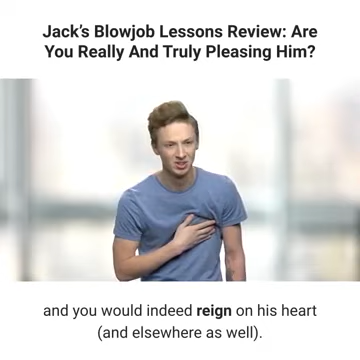 Jack's Blowjob Lessons Review: Are
You Really And Truly Pleasing Him?
and you would indeed reign on his heart
(and elsewhere as well).